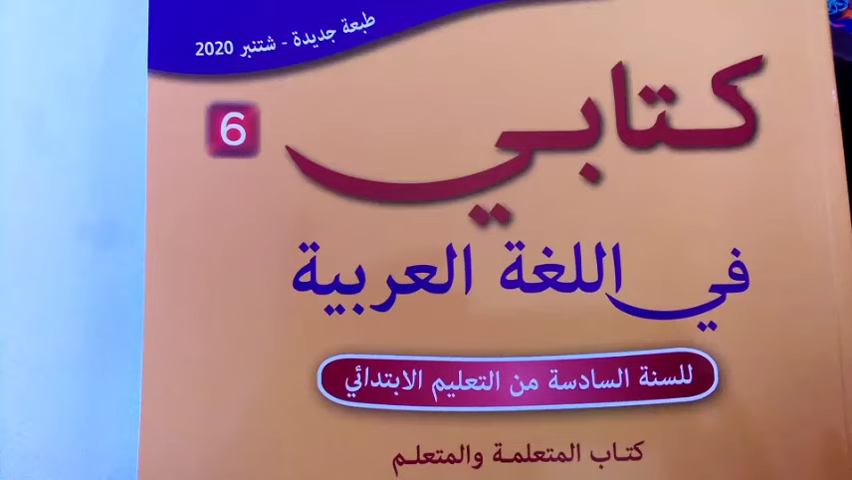 طبعة جديدة - شتنبر 2020
كتابي
6
في اللغة العربية
للسنة السادسة من التعليم الابتدائي
كتاب المتعلمة والمتعلم